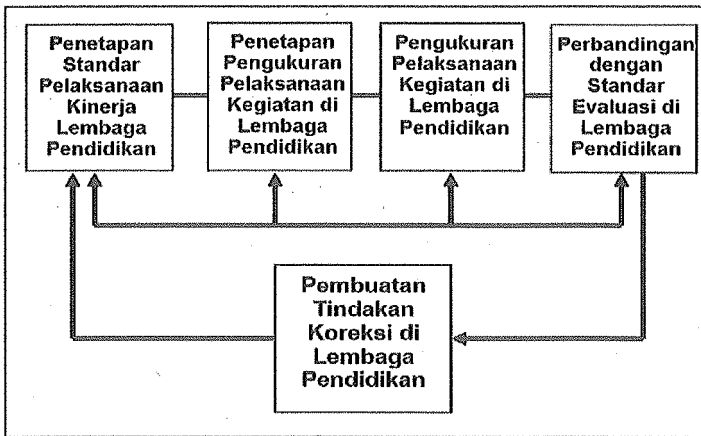 Penetapan
Standar
Pelaksanaan
Kinerja
Lembaga
Pendidikan
Penetapan
Pengukuran
Pelaksanaan
Kegiatan di
Lembaga
Pendidikan
Pengukuran
Pelaksanaan
Kegiatan di
Lembaga
Pendidikan
Perbandingan
dengan
Standar
Evaluasi di
Lembaga
Pendidikan
Pembuatan
Tindakan
Koreksi di
Lembaga
Pendidikan